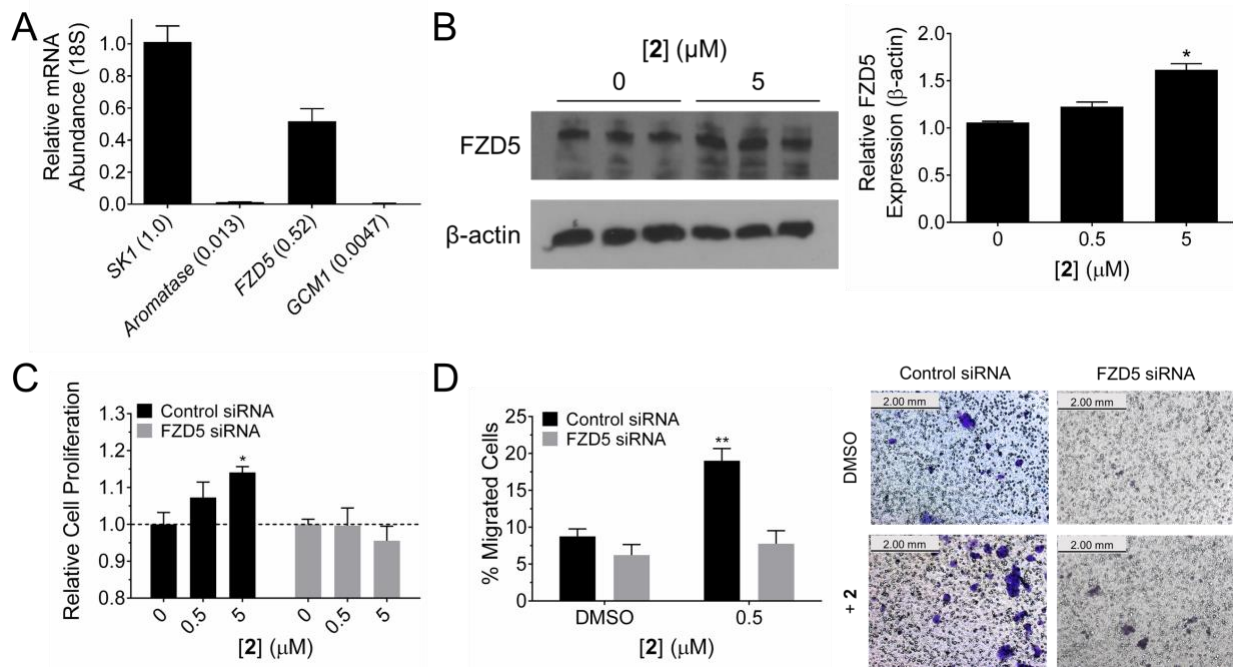 A
Relative mRNA
Abundance (18S)
1.0
0.8
0.6
0.4
0.2
0.0
SK1 (1.0)
Aromatase (0.013)
FZD5 (0.52)
GCM1 (0.0047)
B
[2] (µM)
0 5
FZD5
β-actin
Relative FZD5
Expression (β-actin)
2.0
1.5
1.0
0.5
0.0
*
0 0.5 5
[2] (µM)
C
Relative Cell Proliferation
1.3
1.2
1.1
1.0
0.9
0.8
Control siRNA
FZD5 siRNA
*
0 0.5 5 0 0.5 5
[2] (µM)
D
% Migrated Cells
25
20
15
10
5
0
Control siRNA
FZD5 siRNA
**
DMSO 0.5
[2] (µM)
Control siRNA FZD5 siRNA
DMSO
2.00 mm 2.00 mm
+ 2
2.00 mm 2.00 mm